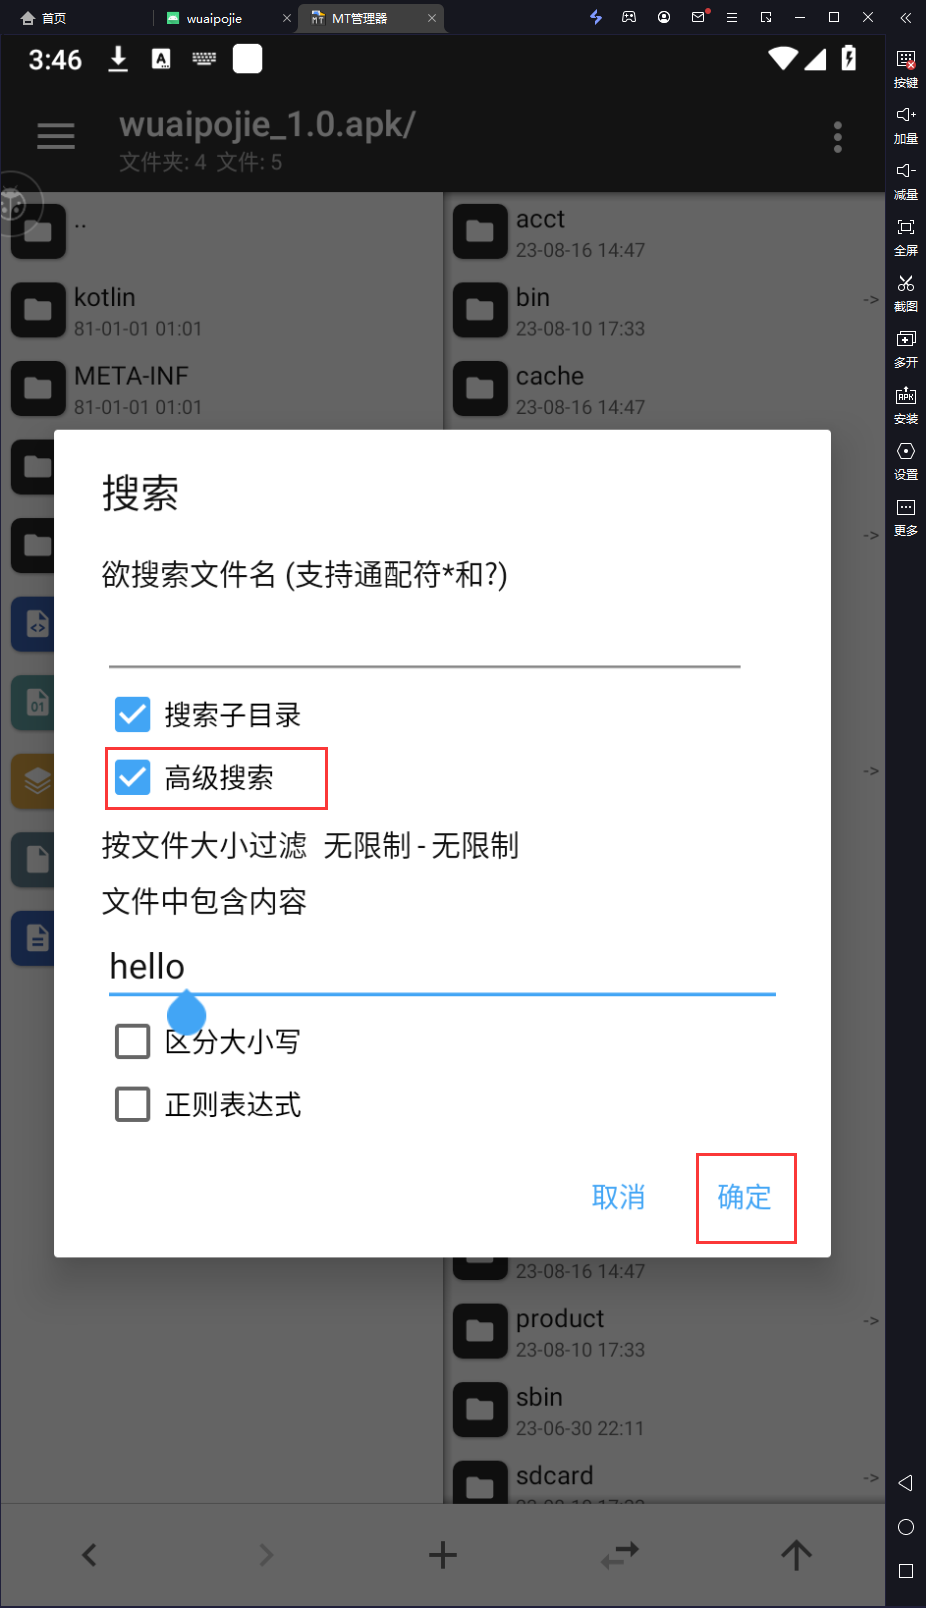 首页
wuaipojie
MT管理器
3:46
wuaipojie_1.0.apk/
文件夹: 4 文件: 5
按键
加量
减量
全屏
截图
多开
安装
设置
更多
..
kotlin
81-01-01 01:01
META-INF
81-01-01 01:01
acct
23-08-16 14:47
bin
23-08-10 17:33
->
cache
23-08-16 14:47
->
->
搜索
欲搜索文件名 (支持通配符*和?)
搜索子目录
高级搜索
按文件大小过滤 无限制 - 无限制
文件中包含内容
hello
区分大小写
正则表达式
取消
确定
23-08-16 14:47
product
23-08-10 17:33
->
sbin
23-06-30 22:11
sdcard
->